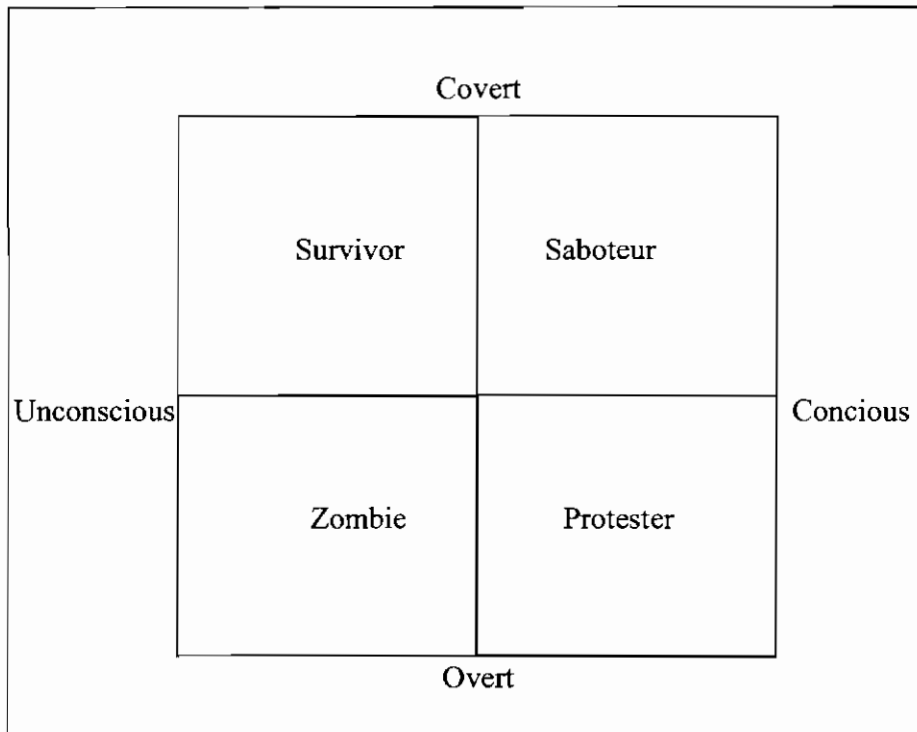 Covert
Survivor Saboteur
Unconscious Concious
Zombie Protester
Overt